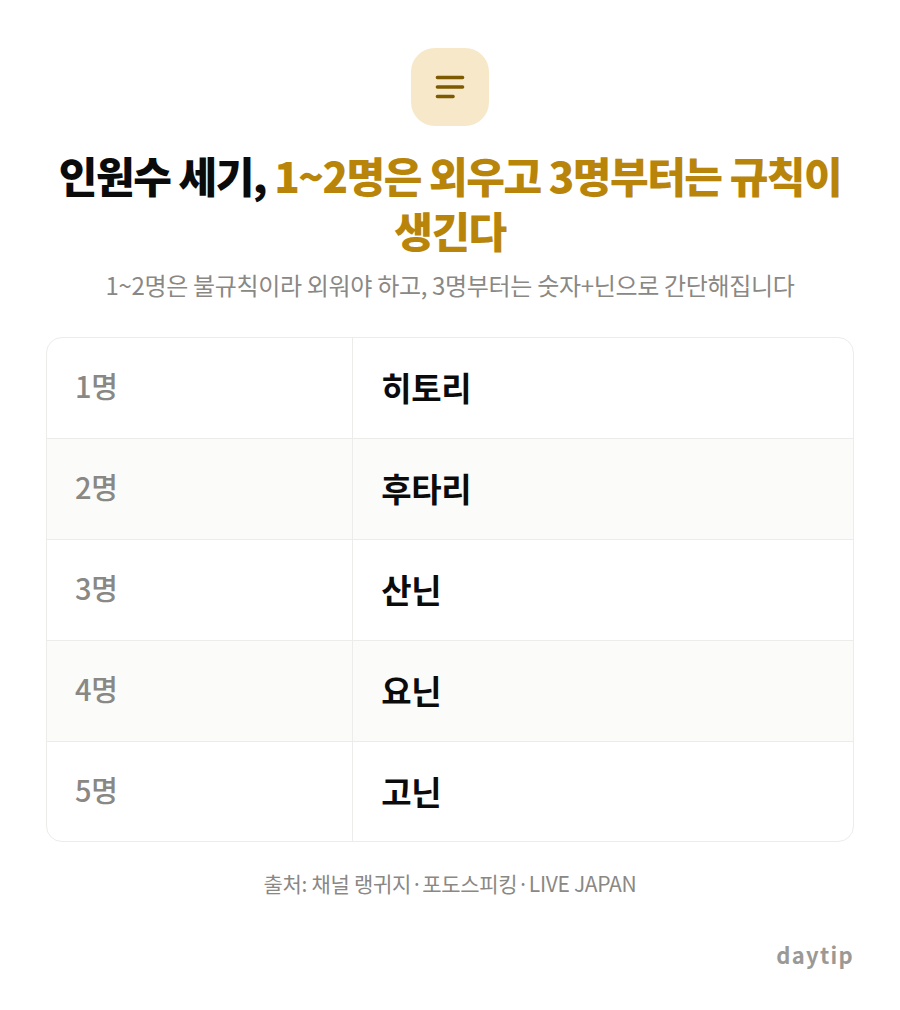 인원수 세기, 1~2명은 외우고 3명부터는 규칙이
생긴다
1~2명은 불규칙이라 외워야 하고, 3명부터는 숫자+닌으로 간단해집니다
1명 히토리
2명 후타리
3명 산닌
4명 요닌
5명 고닌
출처: 채널 랭귀지 · 포도스피킹 · LIVE JAPAN
daytip